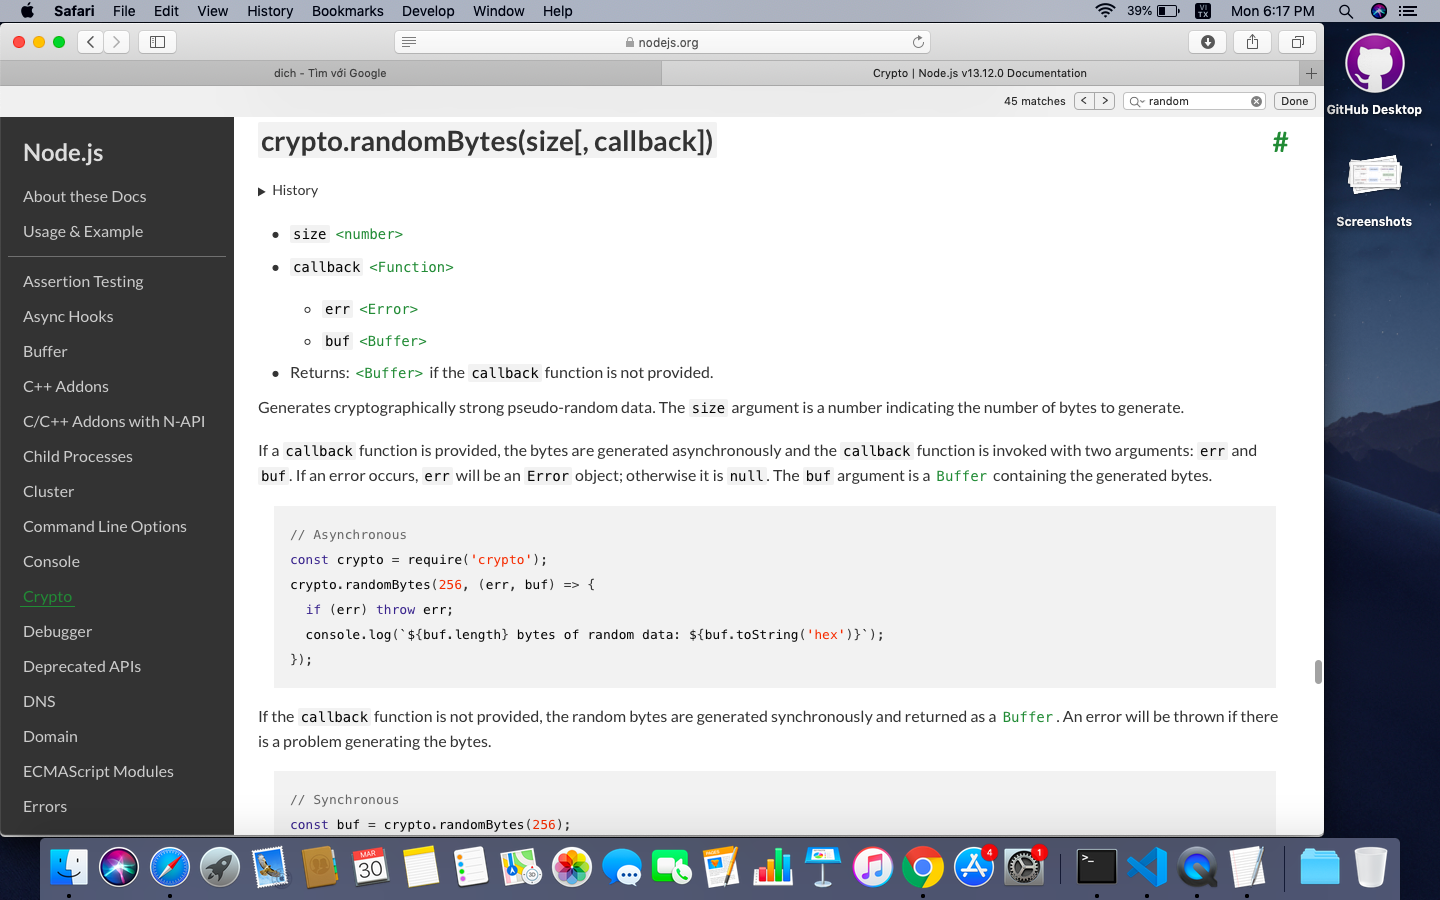 Safari File Edit View History Bookmarks Develop Window Help 39% VI TX Mon 6:17 PM
nodejs.org
dich - Tìm với Google
Crypto | Node.js v13.12.0 Documentation
45 matches
random
Done
Node.js
About these Docs
Usage & Example
Assertion Testing
Async Hooks
Buffer
C++ Addons
C/C++ Addons with N-API
Child Processes
Cluster
Command Line Options
Console
Crypto
Debugger
Deprecated APIs
DNS
Domain
ECMAScript Modules
Errors
crypto.randomBytes(size[, callback])
#
▶ History
• size <number>
• callback <Function>
◦ err <Error>
◦ buf <Buffer>
• Returns: <Buffer> if the callback function is not provided.
Generates cryptographically strong pseudo-random data. The size argument is a number indicating the number of bytes to generate.
If a callback function is provided, the bytes are generated asynchronously and the callback function is invoked with two arguments: err and
buf. If an error occurs, err will be an Error object; otherwise it is null. The buf argument is a Buffer containing the generated bytes.
// Asynchronous
const crypto = require('crypto');
crypto.randomBytes(256, (err, buf) => {
  if (err) throw err;
  console.log(`${buf.length} bytes of random data: ${buf.toString('hex')}`);
});
If the callback function is not provided, the random bytes are generated synchronously and returned as a Buffer. An error will be thrown if there
is a problem generating the bytes.
// Synchronous
const buf = crypto.randomBytes(256);
GitHub Desktop
Screenshots
MAR
30
4
1
>_